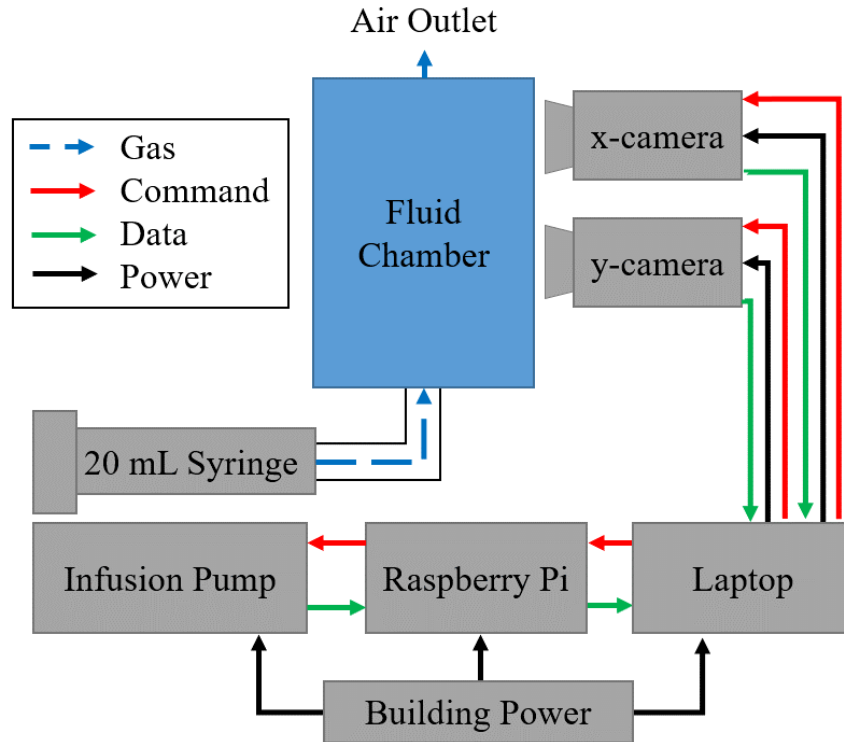 Air Outlet
Gas
Command
Data
Power
Fluid
Chamber
x-camera
y-camera
20 mL Syringe
Infusion Pump
Raspberry Pi
Laptop
Building Power